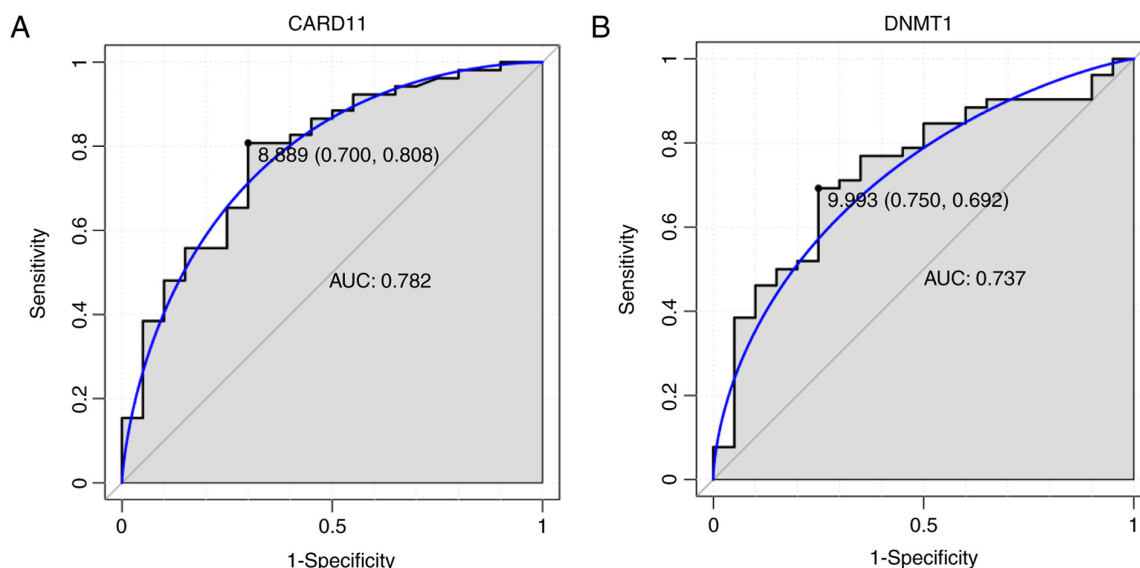 A
CARD11
1
0.8
0.6
0.4
0.2
0
Sensitivity
8.889 (0.700, 0.808)
AUC: 0.782
0
0.5
1
1-Specificity
B
DNMT1
1
0.8
0.6
0.4
0.2
0
Sensitivity
9.993 (0.750, 0.692)
AUC: 0.737
0
0.5
1
1-Specificity